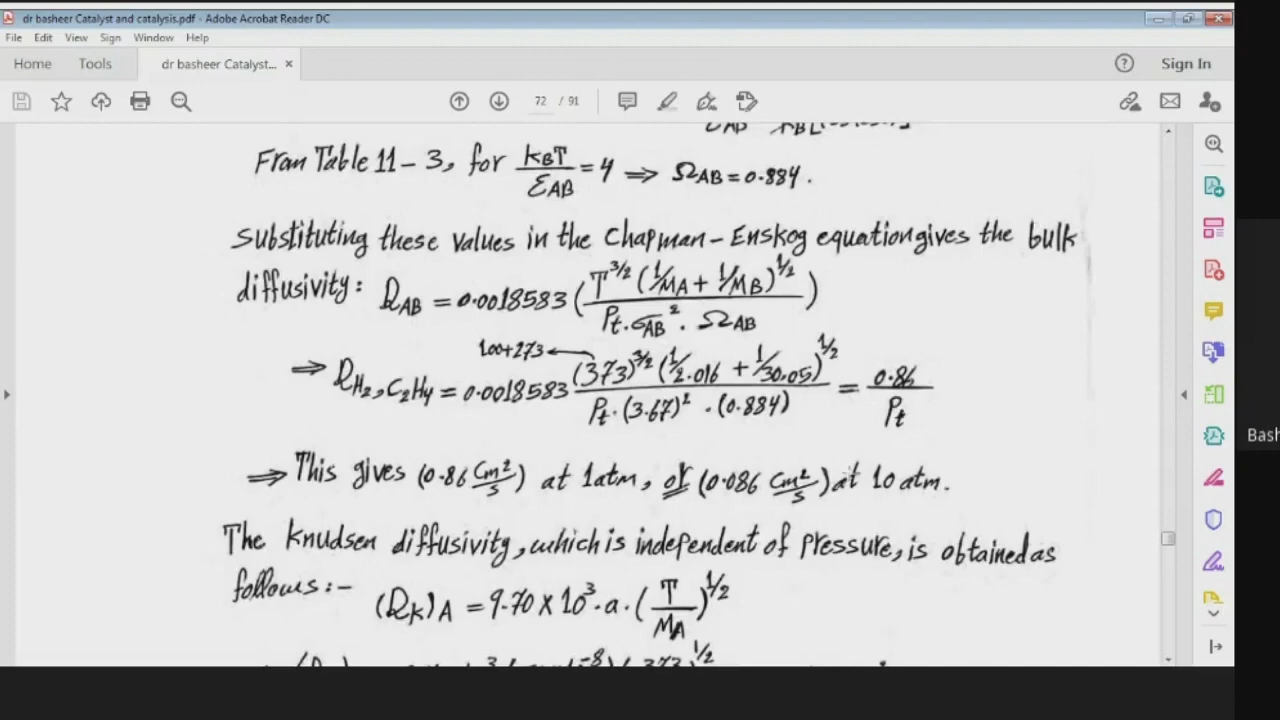 dr basheer Catalyst and catalysis.pdf - Adobe Acrobat Reader DC
File Edit View Sign Window Help
Home Tools dr basheer Catalyst... × Sign In
72 / 91
From Table 11-3, for kBT/εAB = 4 ⇒ ΩAB = 0.884.
substituting these values in the Chapman-Enskog equation gives the bulk
diffusivity: DAB = 0.0018583 (T^3/2 (1/MA + 1/MB)^1/2 / Pt. σAB^2 . ΩAB)
100+273
⇒ DH2,C2H4 = 0.0018583 (373)^3/2 (1/2.016 + 1/30.05)^1/2 / Pt. (3.67)^2 . (0.884) = 0.86/Pt
⇒ This gives (0.86 Cm²/s) at 1atm, or (0.086 Cm²/s) at 10 atm.
The Knudsen diffusivity, which is independent of pressure, is obtained as
follows:-
(DK)A = 9.70 × 10^3 . a . (T/MA)^1/2
Bash